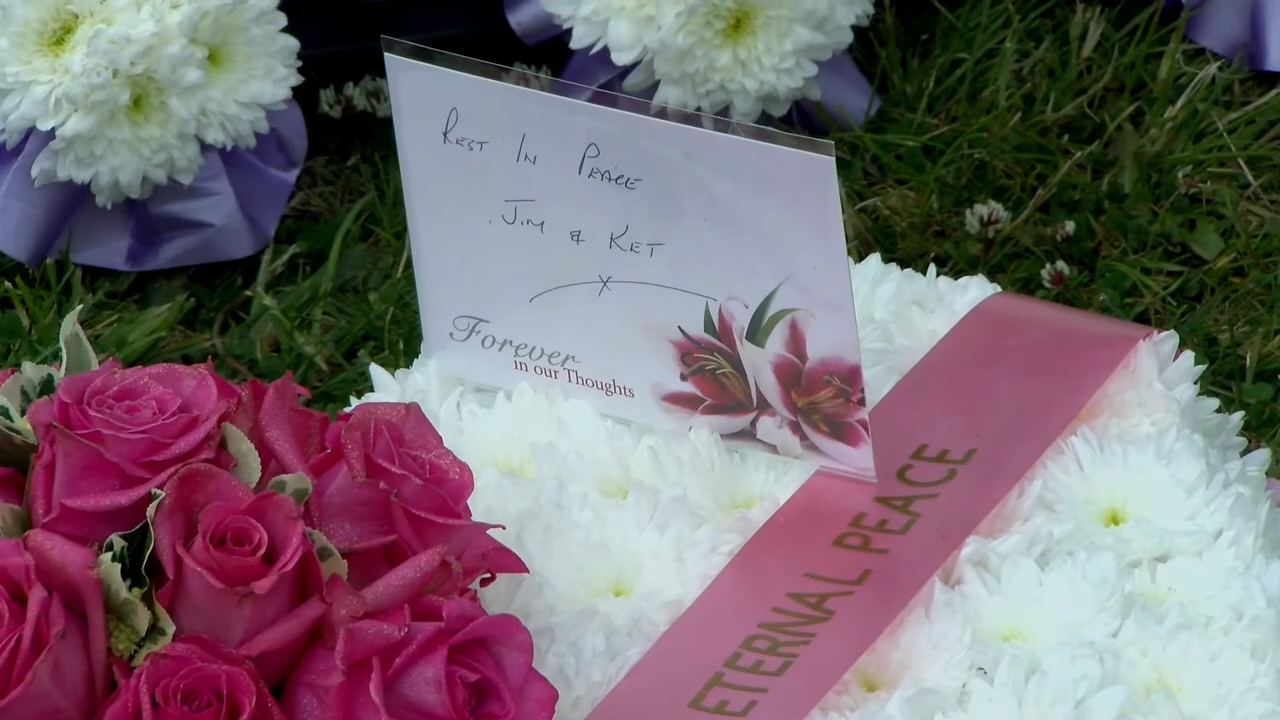 REST IN PEACE
JIM & KET
X
Forever
in our Thoughts
ETERNAL PEACE